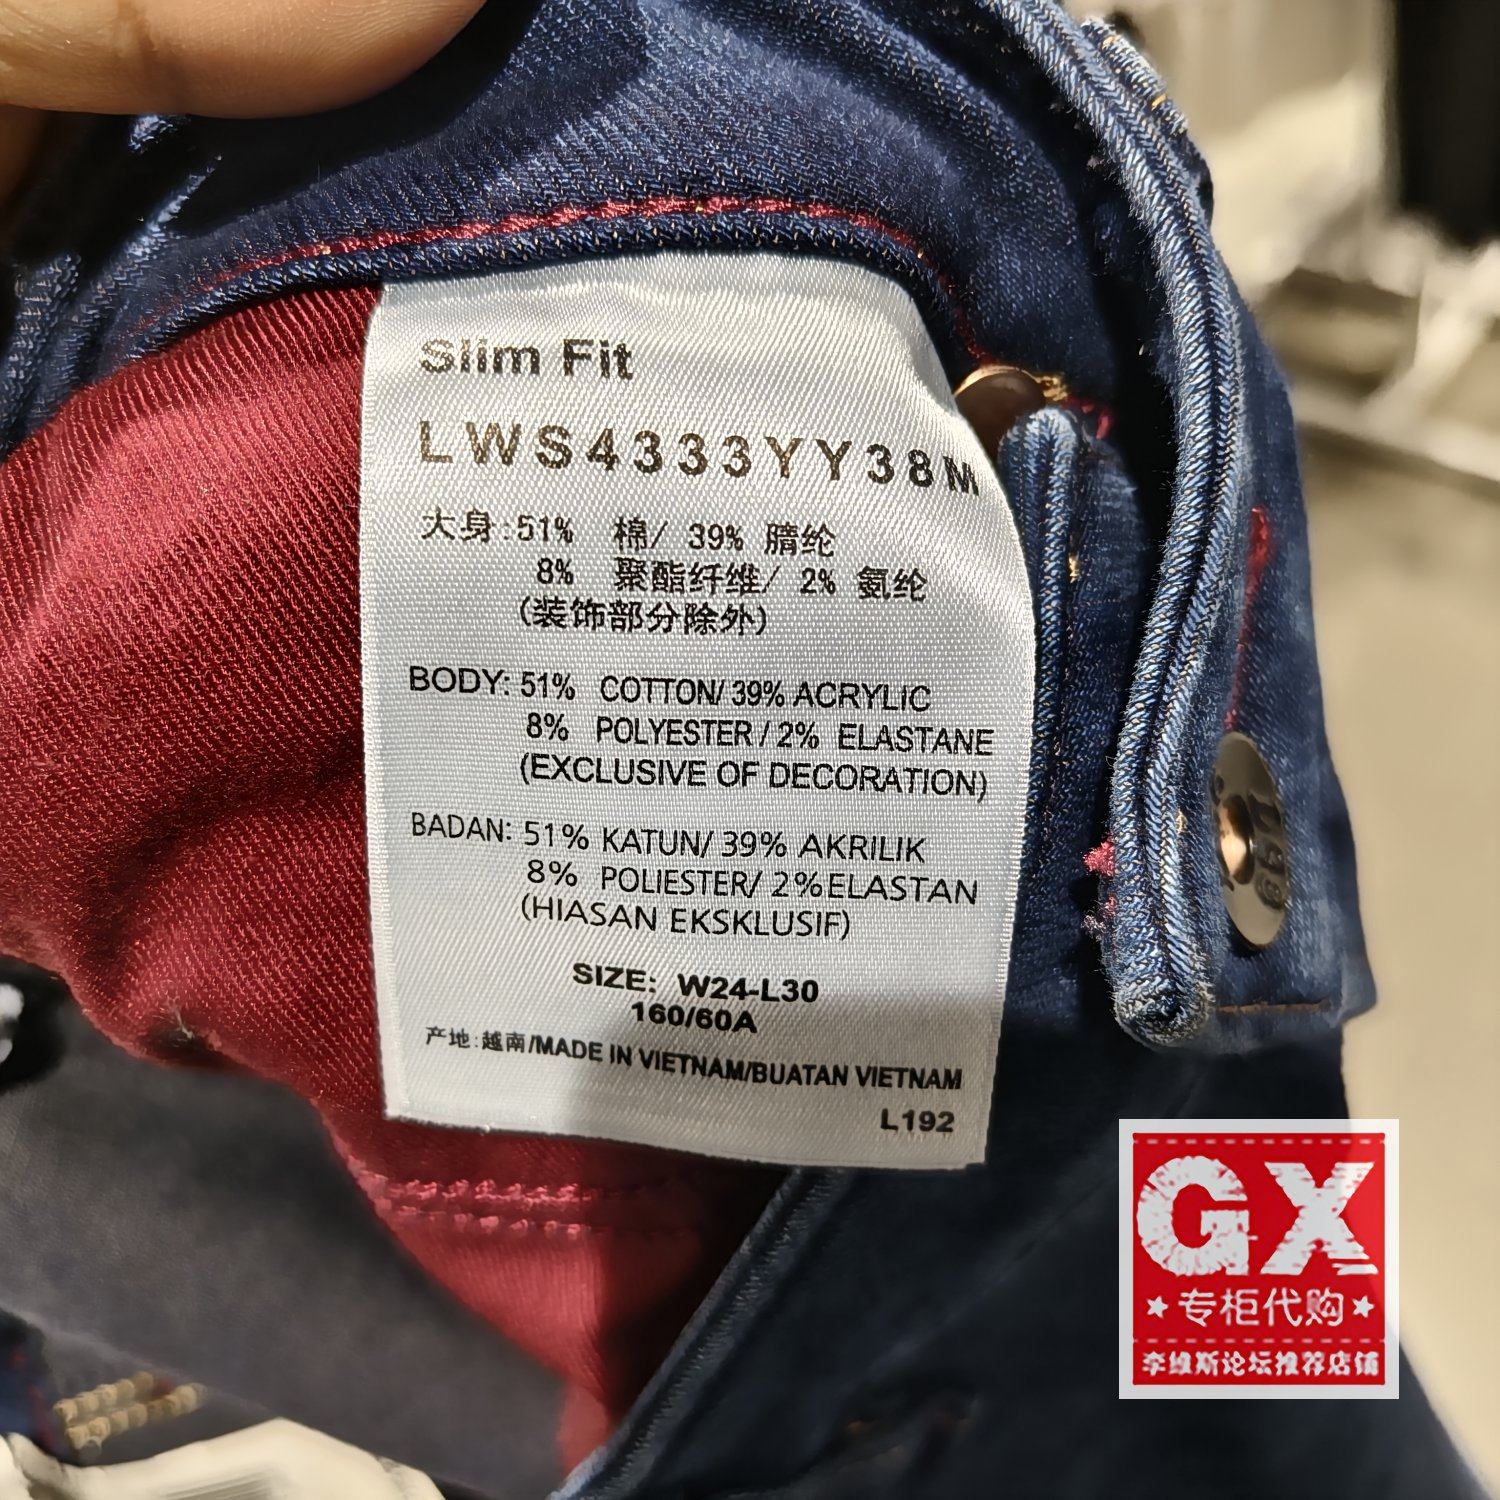 Slim Fit
LWS4333YY38M
大身:51% 棉/ 39% 腈纶
8% 聚酯纤维/ 2% 氨纶
(装饰部分除外)
BODY: 51% COTTON/ 39% ACRYLIC
8% POLYESTER / 2% ELASTANE
(EXCLUSIVE OF DECORATION)
BADAN: 51% KATUN/ 39% AKRILIK
8% POLIESTER/ 2%ELASTAN
(HIASAN EKSKLUSIF)
SIZE: W24-L30
160/60A
产地:越南/MADE IN VIETNAM/BUATAN VIETNAM
L192
GX
★专柜代购★
李维斯论坛推荐店铺